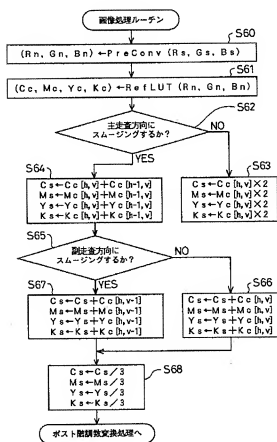 画像処理ルーチン
S60
(Rn, Gn, Bn)←PreConv (Rs, Gs, Bs)
S61
(Cc, Mc, Yc, Kc)←RefLUT (Rn, Gn, Bn)
S62
主走査方向に
スムージングするか?
NO
YES
S64
S63
Cs←Cc[h,v]+Cc[h-1,v]
Ms←Mc[h,v]+Mc[h-1,v]
Ys←Yc[h,v]+Yc[h-1,v]
Ks←Kc[h,v]+Kc[h-1,v]
Cs←Cc[h,v]×2
Ms←Mc[h,v]×2
Ys←Yc[h,v]×2
Ks←Kc[h,v]×2
S65
副走査方向に
スムージングするか?
NO
YES
S67
S66
Cs←Cs+Cc[h,v-1]
Ms←Ms+Mc[h,v-1]
Ys←Ys+Yc[h,v-1]
Ks←Ks+Kc[h,v-1]
Cs←Cs+Cc[h,v]
Ms←Ms+Mc[h,v]
Ys←Ys+Yc[h,v]
Ks←Ks+Kc[h,v]
S68
Cs←Cs/3
Ms←Ms/3
Ys←Ys/3
Ks←Ks/3
ポスト階調数変換処理へ